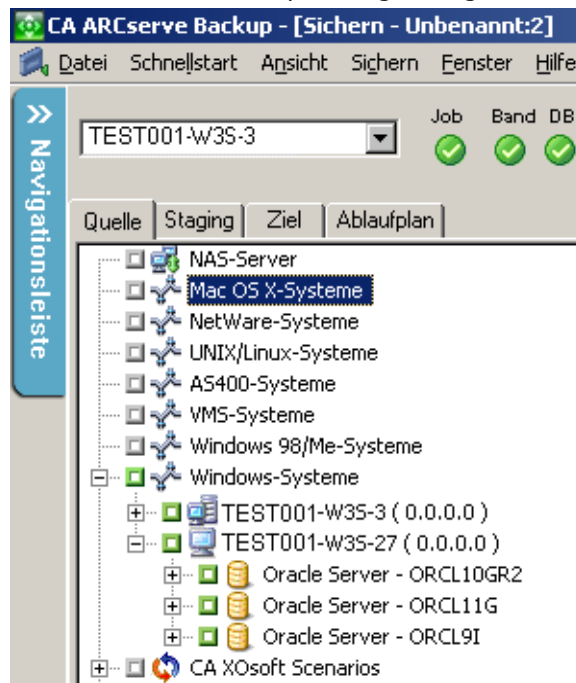 CA ARCserve Backup - [Sichern - Unbenannt:2]
Datei Schnellstart Ansicht Sichern Fenster Hilfe
Navigationsleiste
Job Band DB
TEST001-W3S-3
Quelle Staging Ziel Ablaufplan
NAS-Server
Mac OS X-Systeme
NetWare-Systeme
UNIX/Linux-Systeme
AS400-Systeme
VMS-Systeme
Windows 98/Me-Systeme
Windows-Systeme
TEST001-W3S-3 ( 0.0.0.0 )
TEST001-W3S-27 ( 0.0.0.0 )
Oracle Server - ORCL10GR2
Oracle Server - ORCL11G
Oracle Server - ORCL9I
CA XOsoft Scenarios